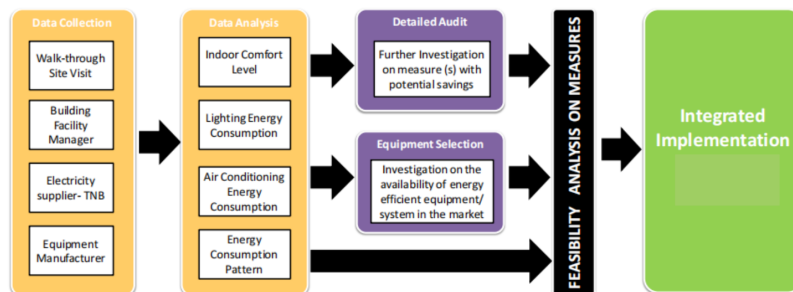 Data Collection
Walk-through
Site Visit
Building
Facility
Manager
Electricity
supplier- TNB
Equipment
Manufacturer
Data Analysis
Indoor Comfort
Level
Lighting Energy
Consumption
Air Conditioning
Energy
Consumption
Energy
Consumption
Pattern
Detailed Audit
Further Investigation
on measure (s) with
potential savings
Equipment Selection
Investigation on the
availability of energy
efficient equipment/
system in the market
FEASIBILITY ANALYSIS ON MEASURES
Integrated
Implementation